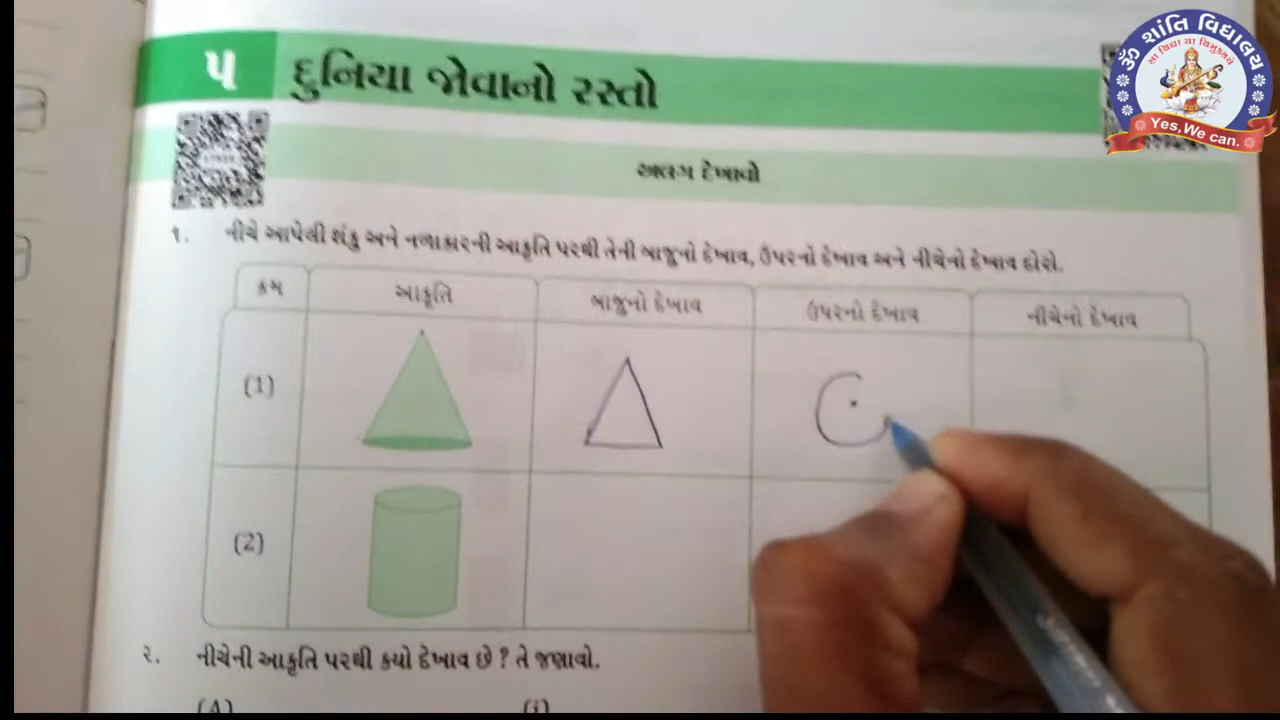 ૐ શાંતિ વિદ્યાલય
સા વિદ્યા યા વિમુક્તયે
Yes, We can.
૫ દુનિયા જોવાનો રસ્તો
અલગ દેખાવો
૧. નીચે આપેલી શંકુ અને નળાકારની આકૃતિ પરથી તેની બાજુનો દેખાવ, ઉપરનો દેખાવ અને નીચેનો દેખાવ દોરો.
ક્રમ આકૃતિ બાજુનો દેખાવ ઉપરનો દેખાવ નીચેનો દેખાવ
(1)
(2)
૨. નીચેની આકૃતિ પરથી કયો દેખાવ છે ? તે જણાવો.
(A) (i)